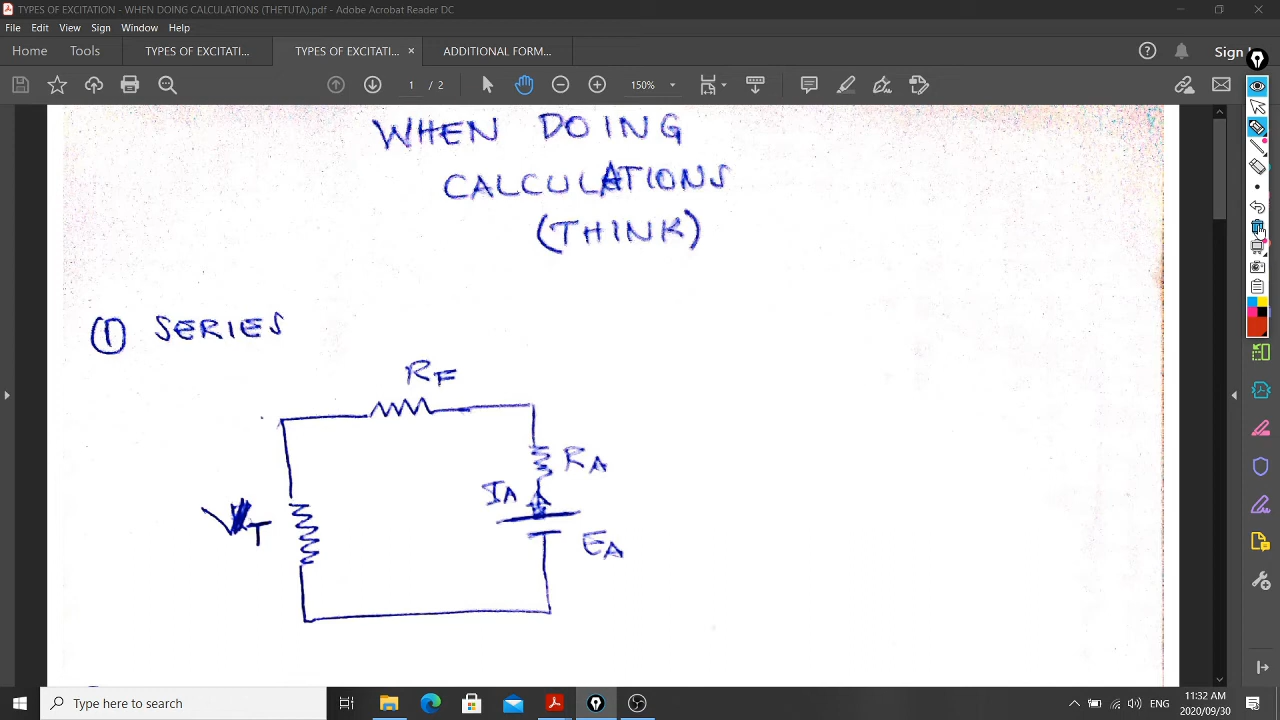 TYPES OF EXCITATION - WHEN DOING CALCULATIONS (THETUTA).pdf - Adobe Acrobat Reader DC
File Edit View Sign Window Help
Home Tools TYPES OF EXCITATI... TYPES OF EXCITATI... × ADDITIONAL FORM... Sign
1 / 2 150%
WHEN DOING
CALCULATIONS
(THINK)
① SERIES
RF
RA
IA
VT
EA
Type here to search
ENG
11:32 AM
2020/09/30